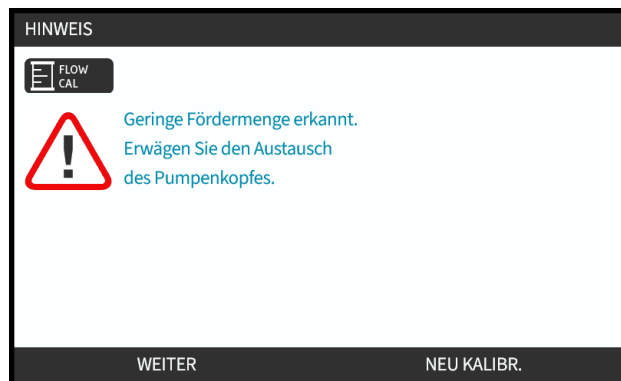 HINWEIS
FLOW
CAL
Geringe Fördermenge erkannt.
Erwägen Sie den Austausch
des Pumpenkopfes.
WEITER NEU KALIBR.